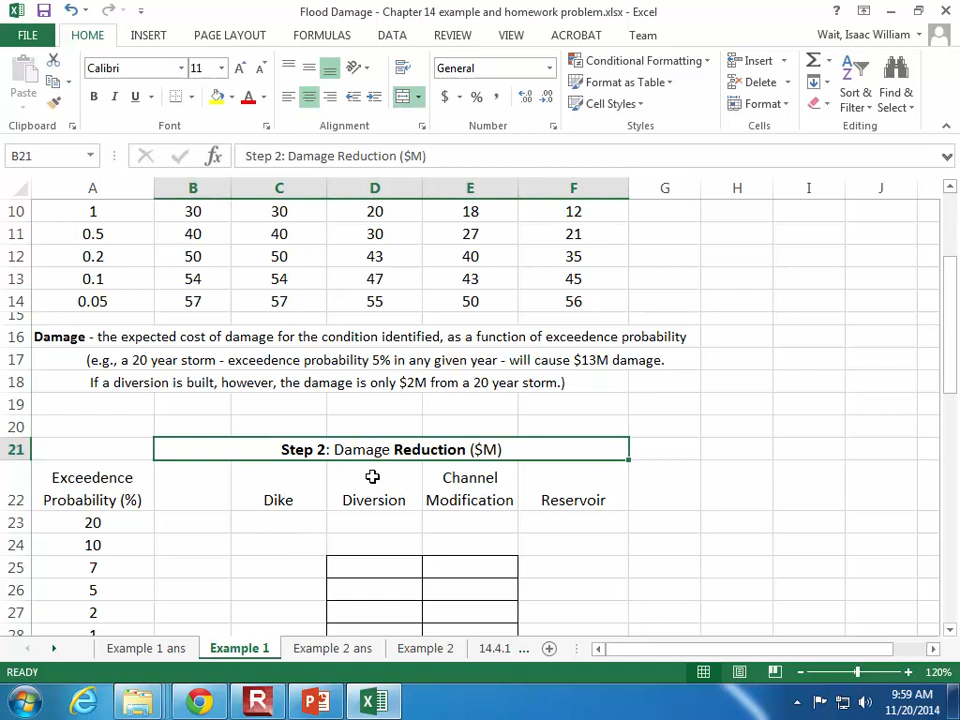 Flood Damage - Chapter 14 example and homework problem.xlsx - Excel
FILE HOME INSERT PAGE LAYOUT FORMULAS DATA REVIEW VIEW ACROBAT Team Wait, Isaac William
Paste
Calibri 11
General
Conditional Formatting
Format as Table
Cell Styles
Insert
Delete
Format
Sort & Filter
Find & Select
Clipboard Font Alignment Number Styles Cells Editing
B21 fx Step 2: Damage Reduction ($M)
A B C D E F G H I J
10 1 30 30 20 18 12
11 0.5 40 40 30 27 21
12 0.2 50 50 43 40 35
13 0.1 54 54 47 43 45
14 0.05 57 57 55 50 56
15
16 Damage - the expected cost of damage for the condition identified, as a function of exceedence probability
17 (e.g., a 20 year storm - exceedence probability 5% in any given year - will cause $13M damage.
18 If a diversion is built, however, the damage is only $2M from a 20 year storm.)
19
20
21 Step 2: Damage Reduction ($M)
Exceedence Channel
22 Probability (%) Dike Diversion Modification Reservoir
23 20
24 10
25 7
26 5
27 2
28 1
Example 1 ans Example 1 Example 2 ans Example 2 14.4.1 ...
READY 120%
9:59 AM
11/20/2014